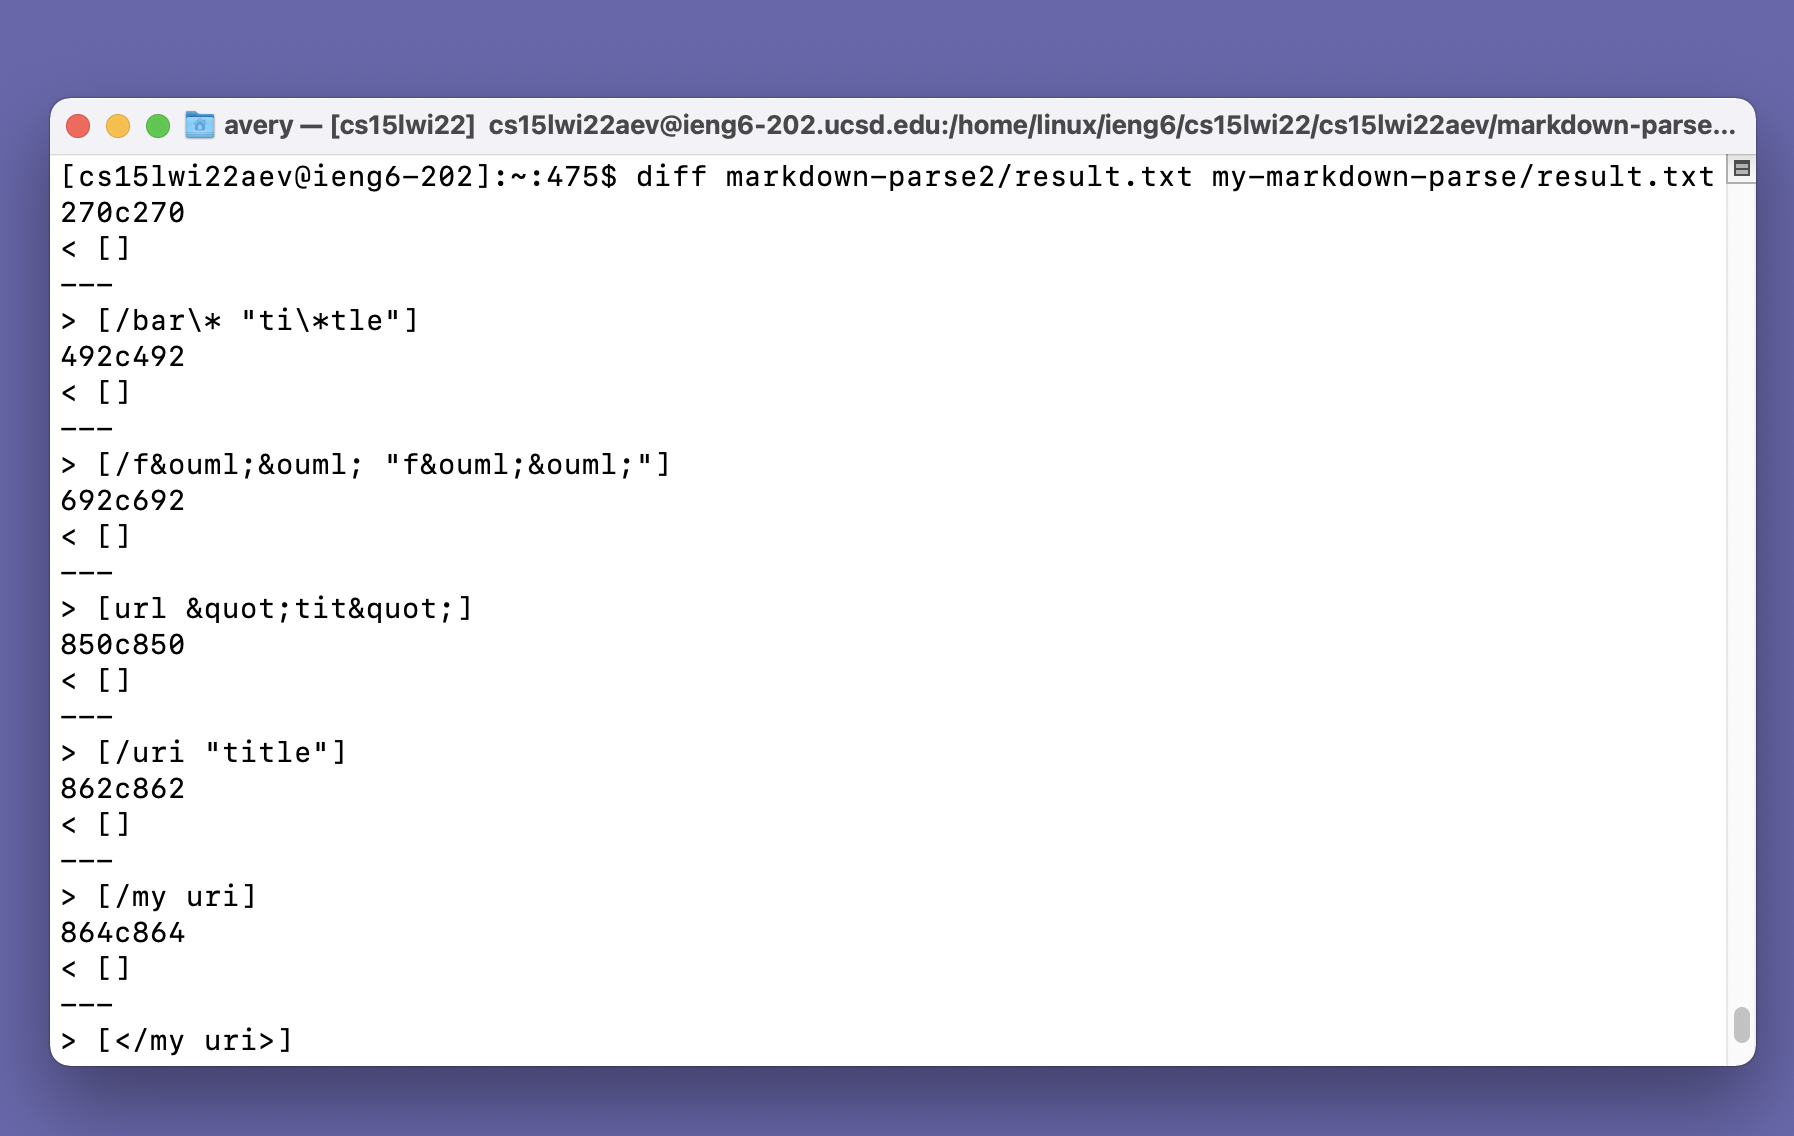 avery — [cs15lwi22] cs15lwi22aev@ieng6-202.ucsd.edu:/home/linux/ieng6/cs15lwi22/cs15lwi22aev/markdown-parse...
[cs15lwi22aev@ieng6-202]:~:475$ diff markdown-parse2/result.txt my-markdown-parse/result.txt
270c270
< []
---
> [/bar\* "ti\*tle"]
492c492
< []
---
> [/f&ouml;&ouml; "f&ouml;&ouml;"]
692c692
< []
---
> [url &quot;tit&quot;]
850c850
< []
---
> [/uri "title"]
862c862
< []
---
> [/my uri]
864c864
< []
---
> [</my uri>]